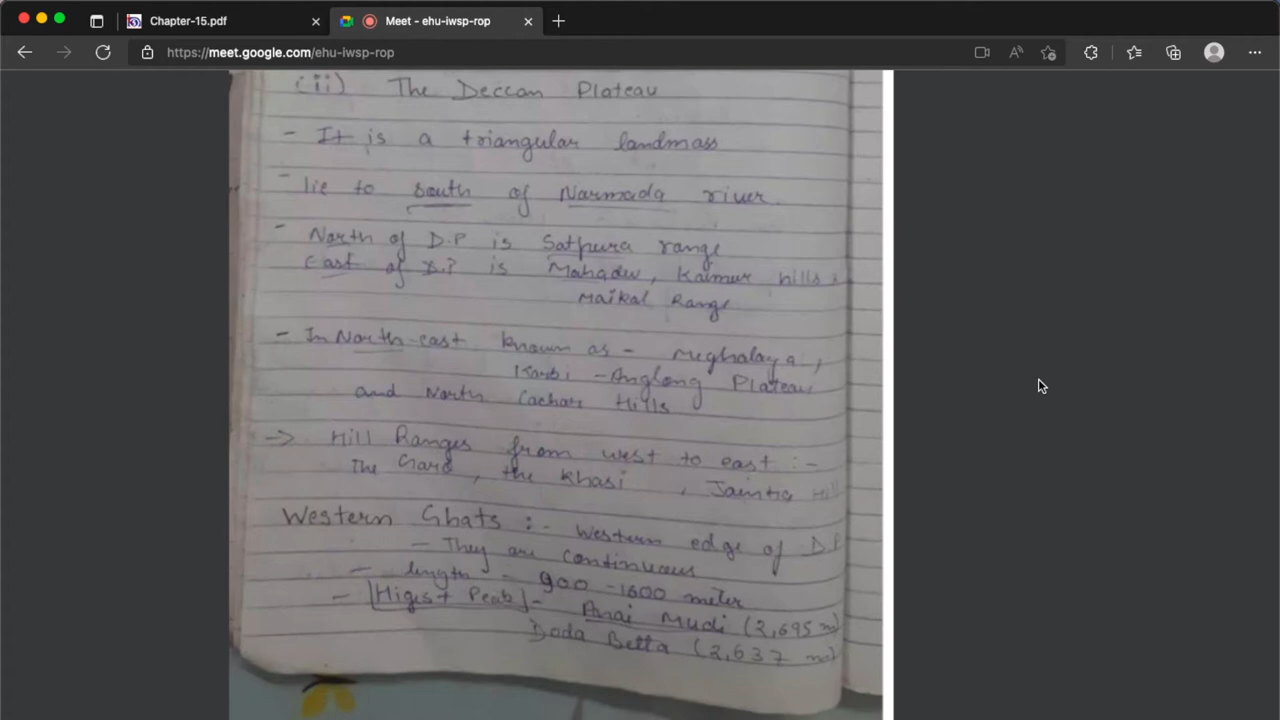 Chapter-15.pdf
Meet - ehu-iwsp-rop
https://meet.google.com/ehu-iwsp-rop
(ii) The Deccan Plateau
- It is a triangular landmass
- lie to south of Narmada river
- North of D.P is Satpura range
East of D.P is Mahadev, Kaimur hills,
Maikal Range
- In North-east known as - Meghalaya,
Karbi - Anglong Plateau
and North Cachar Hills
→ Hill Ranges from west to east :-
The Garo, the Khasi, Jaintia Hill
Western Ghats :- Western edge of D.P
- They are continuous
- length - 900 - 1600 meter
- Higest Peak - Anai Mudi (2,695 m)
Doda Betta (2,637 m)